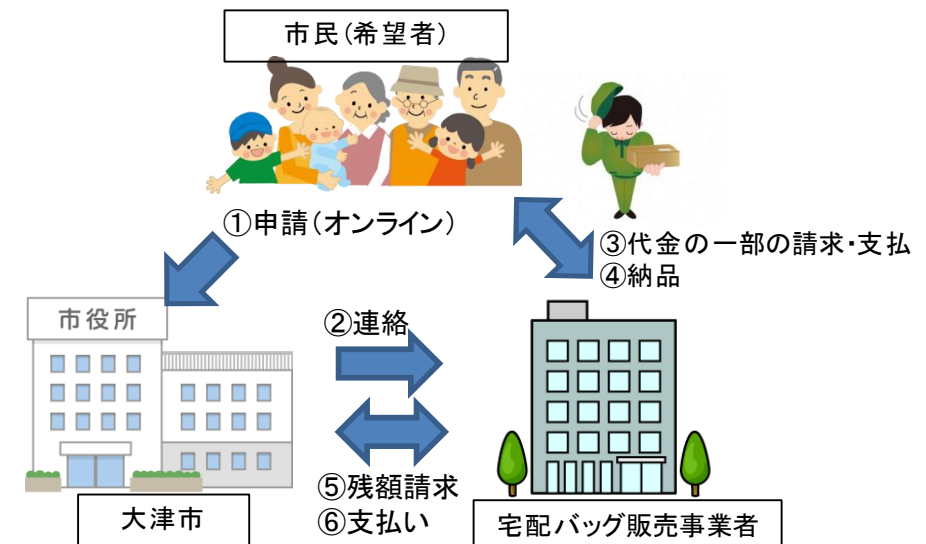 市民(希望者)
①申請(オンライン)
③代金の一部の請求・支払
④納品
市役所
②連絡
⑤残額請求
⑥支払い
大津市
宅配バッグ販売事業者